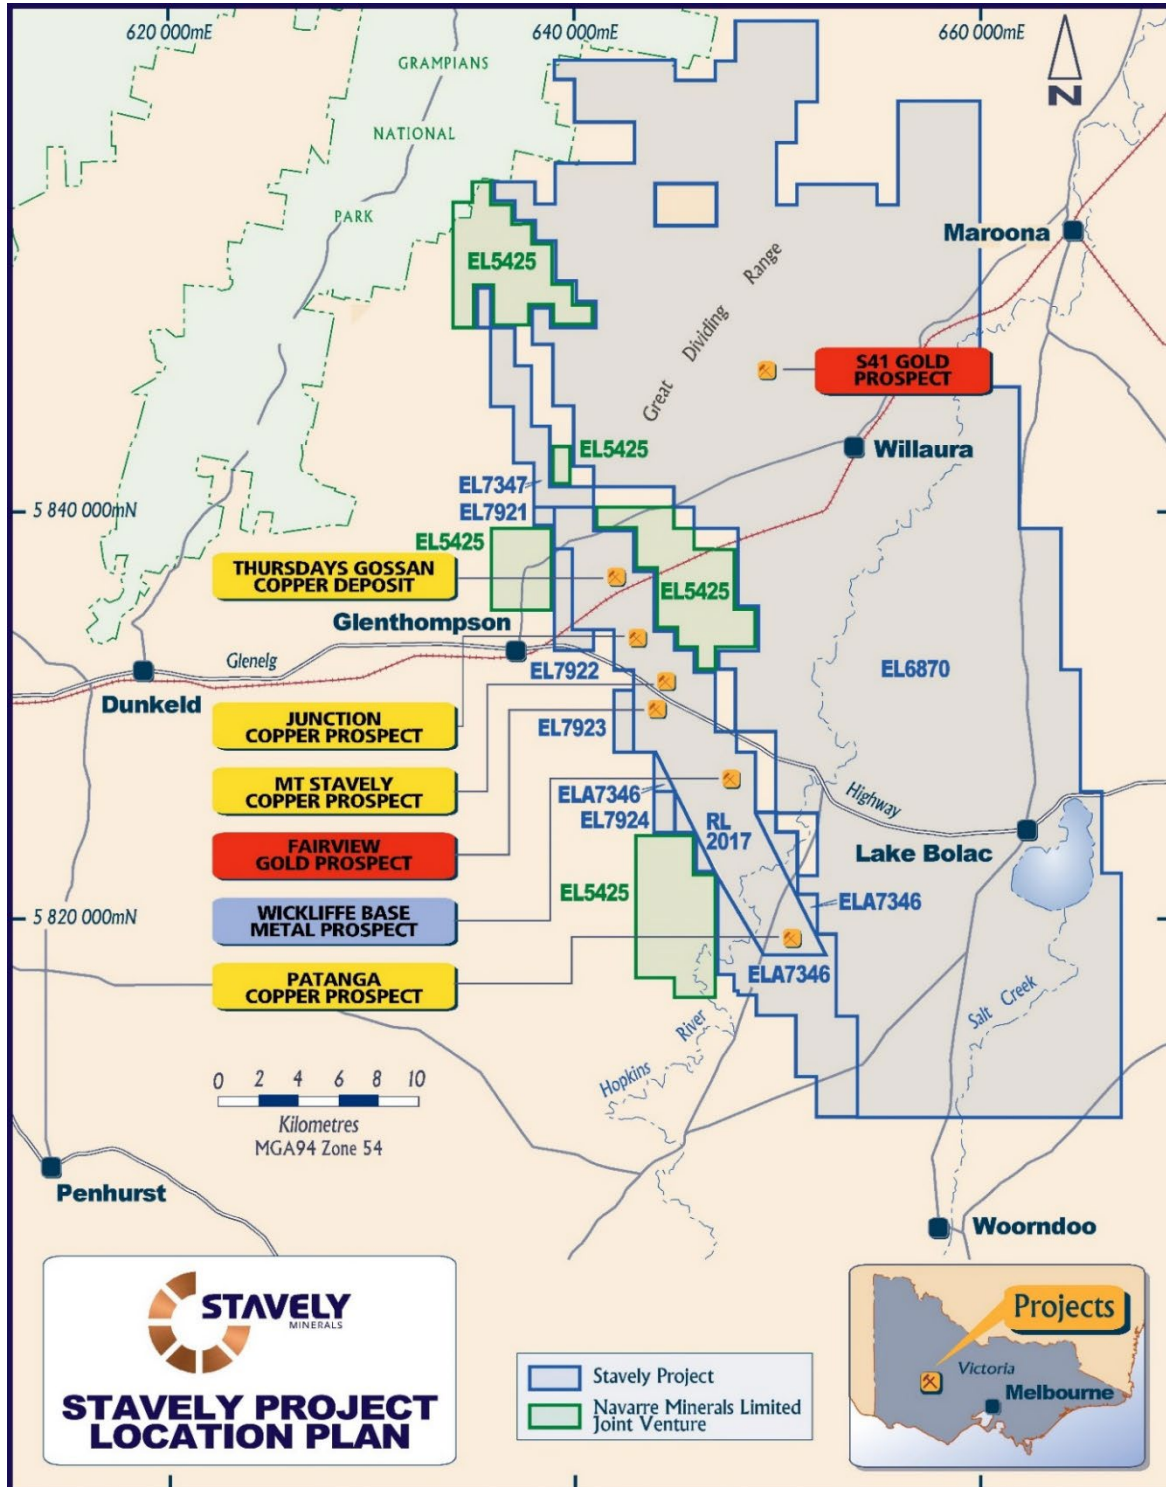 620 000mE
640 000mE
660 000mE
GRAMPIANS
NATIONAL
PARK
N
Maroona
EL5425
Great Dividing Range
S41 GOLD
PROSPECT
EL5425
Willaura
EL7347
5 840 000mN
EL7921
EL5425
THURSDAYS GOSSAN
COPPER DEPOSIT
EL5425
Glenthompson
Glenelg
EL7922
EL6870
Dunkeld
JUNCTION
COPPER PROSPECT
EL7923
MT STAVELY
COPPER PROSPECT
ELA7346
Highway
EL7924
RL
2017
FAIRVIEW
GOLD PROSPECT
Lake Bolac
EL5425
ELA7346
WICKLIFFE BASE
METAL PROSPECT
5 820 000mN
PATANGA
COPPER PROSPECT
ELA7346
Salt Creek
Hopkins River
0 2 4 6 8 10
Kilometres
MGA94 Zone 54
Penhurst
Woorndoo
STAVELY
MINERALS
STAVELY PROJECT
LOCATION PLAN
Stavely Project
Navarre Minerals Limited
Joint Venture
Projects
Victoria
Melbourne